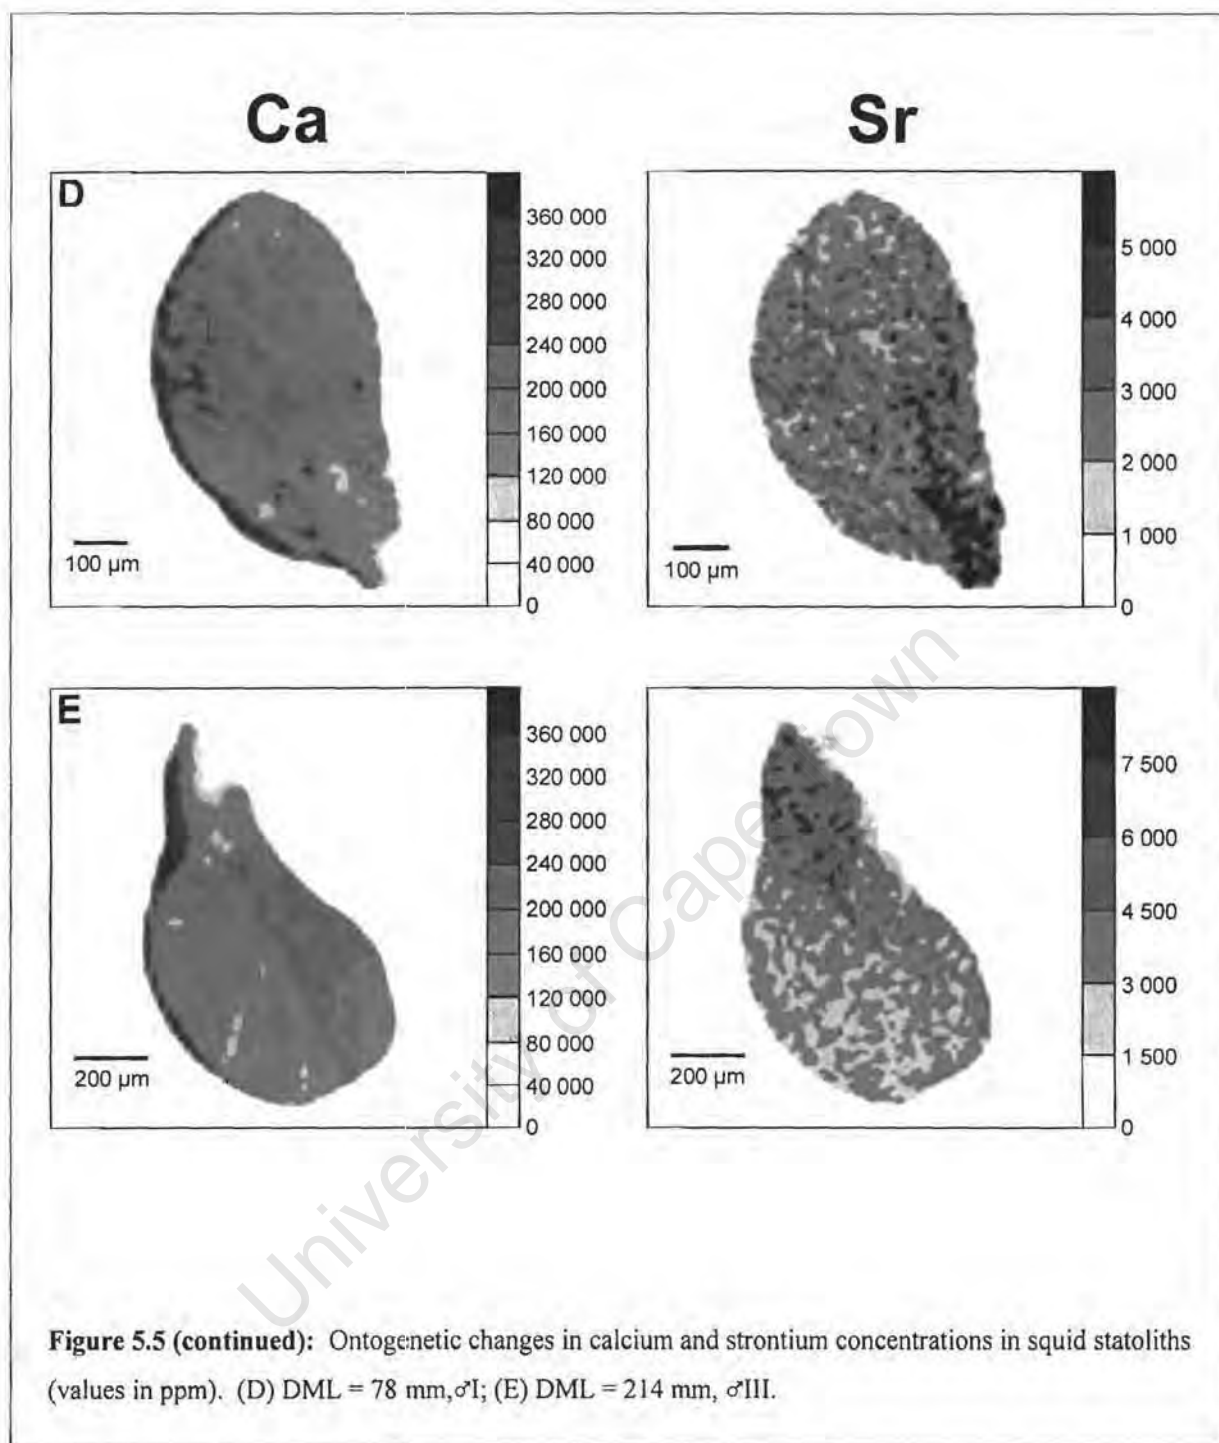 Ca
Sr
D
360 000
320 000
280 000
240 000
200 000
160 000
120 000
80 000
40 000
0
100 µm
5 000
4 000
3 000
2 000
1 000
0
100 µm
E
360 000
320 000
280 000
240 000
200 000
160 000
120 000
80 000
40 000
0
200 µm
7 500
6 000
4 500
3 000
1 500
0
200 µm
University of Cape Town
Figure 5.5 (continued): Ontogenetic changes in calcium and strontium concentrations in squid statoliths
(values in ppm). (D) DML = 78 mm,♂I; (E) DML = 214 mm, ♂III.